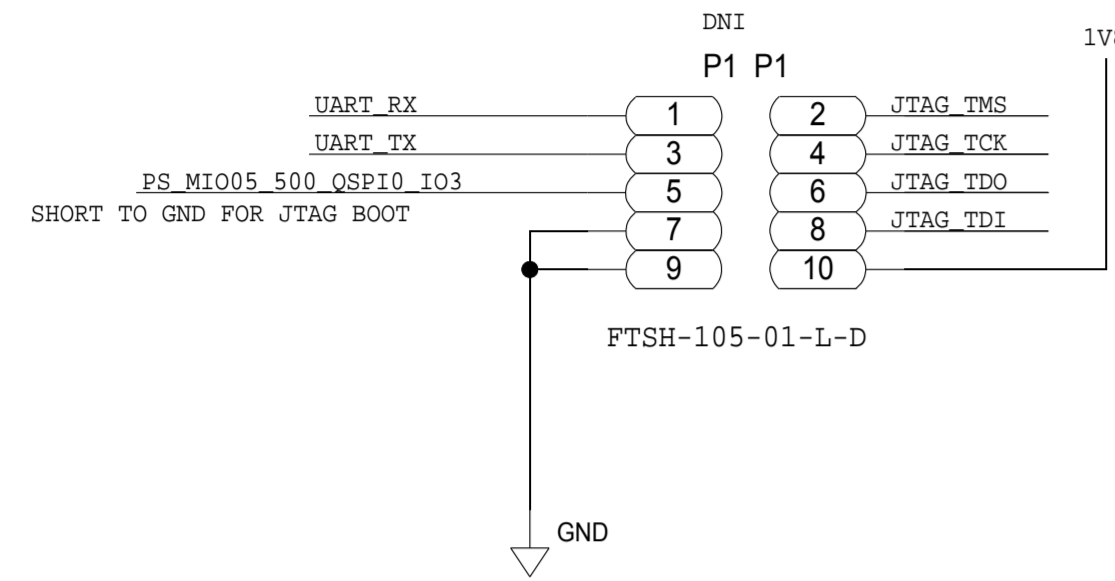 DNI
1V8
P1 P1
UART_RX 1 2 JTAG_TMS
UART_TX 3 4 JTAG_TCK
PS_MIO05_500_QSPI0_IO3 5 6 JTAG_TDO
SHORT TO GND FOR JTAG BOOT
7 8 JTAG_TDI
9 10
FTSH-105-01-L-D
GND